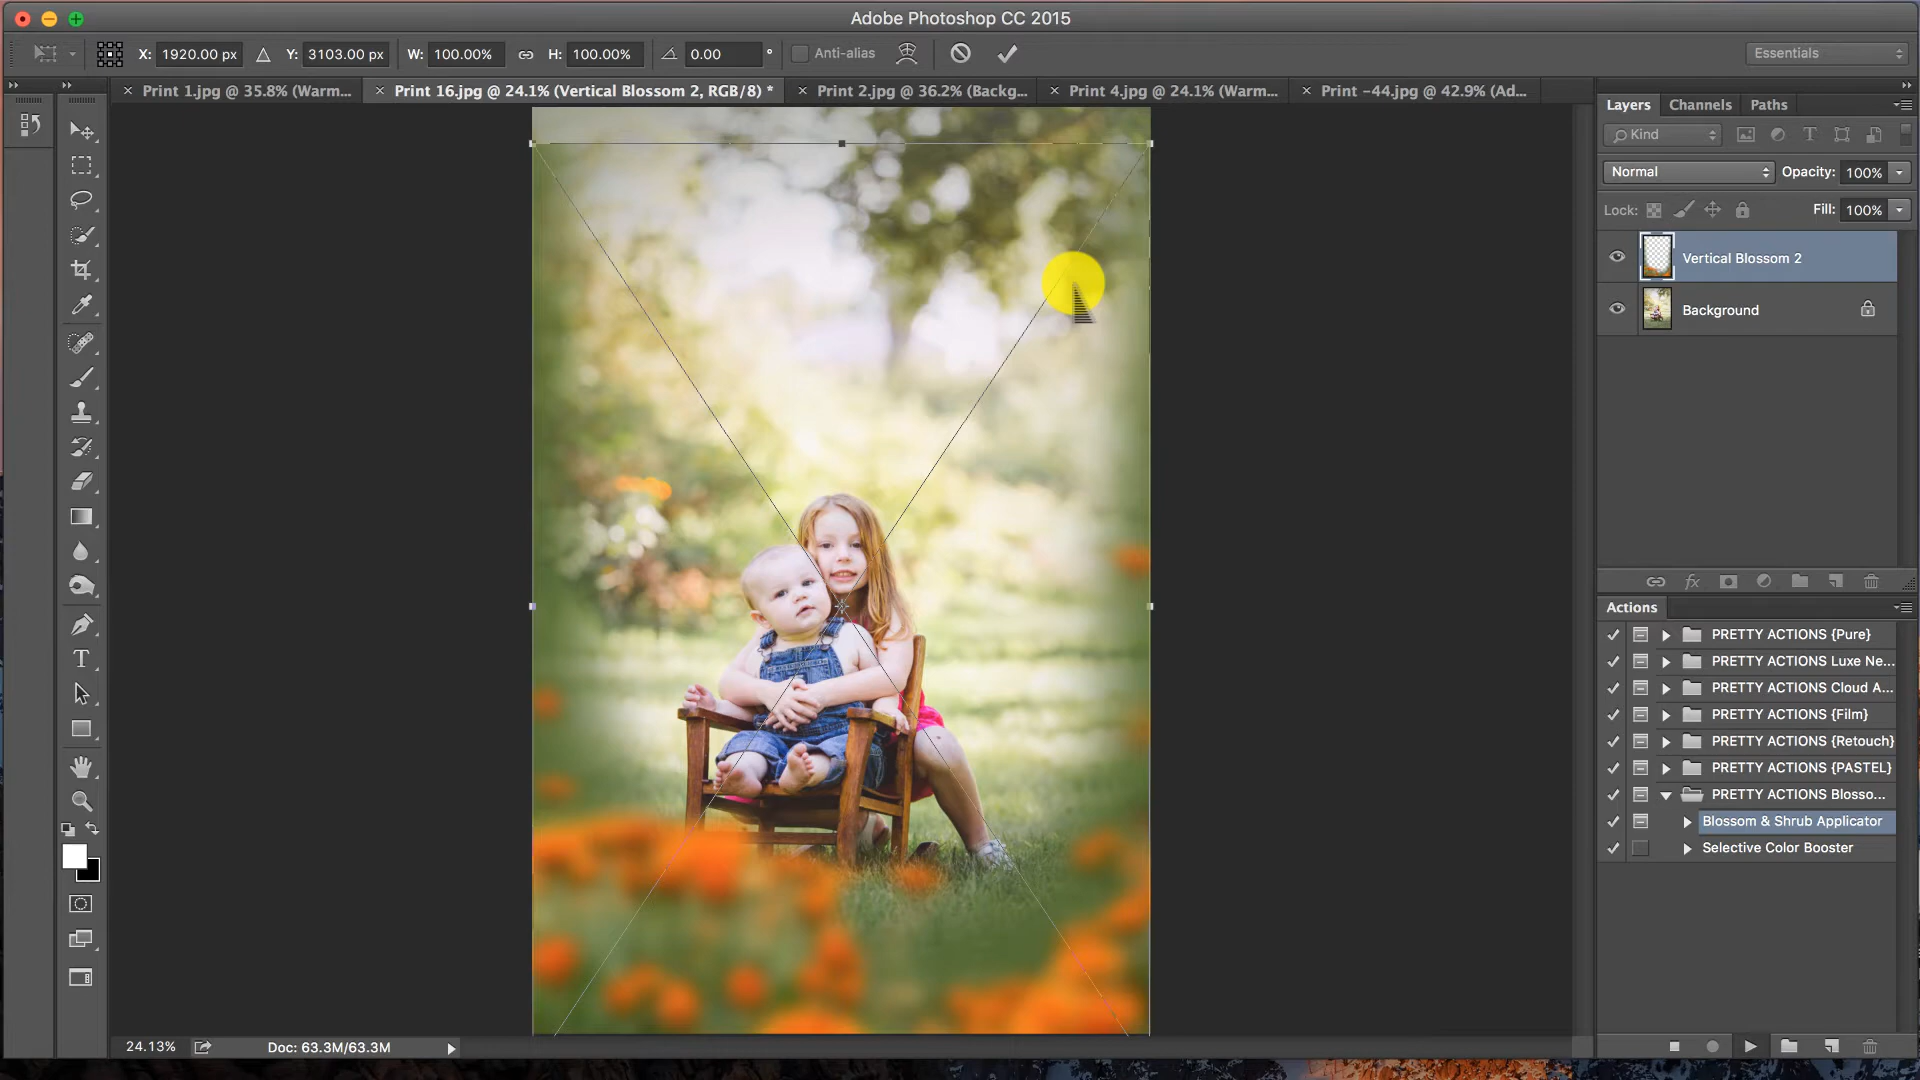 Adobe Photoshop CC 2015
X: 1920.00 px Y: 3103.00 px W: 100.00% H: 100.00% 0.00 ° Anti-alias Essentials
Print 1.jpg @ 35.8% (Warm... Print 16.jpg @ 24.1% (Vertical Blossom 2, RGB/8) * Print 2.jpg @ 36.2% (Backg... Print 4.jpg @ 24.1% (Warm... Print -44.jpg @ 42.9% (Ad...
Layers Channels Paths
Kind
Normal Opacity: 100%
Lock: Fill: 100%
Vertical Blossom 2
Background
Actions
PRETTY ACTIONS {Pure}
PRETTY ACTIONS Luxe Ne...
PRETTY ACTIONS Cloud A...
PRETTY ACTIONS {Film}
PRETTY ACTIONS {Retouch}
PRETTY ACTIONS {PASTEL}
PRETTY ACTIONS Blosso...
Blossom & Shrub Applicator
Selective Color Booster
24.13% Doc: 63.3M/63.3M